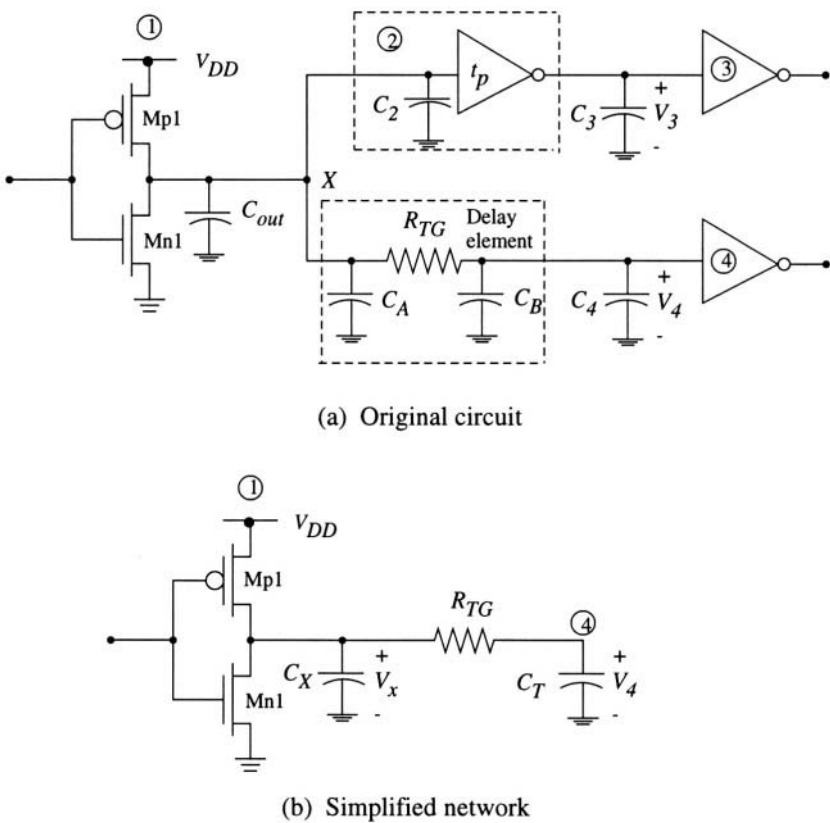 1
V_DD
Mp1
Mn1
C_out
X
2
C_2
t_p
C_3
+
V_3
-
3
R_TG
Delay
element
C_A
C_B
C_4
+
V_4
-
4
(a) Original circuit
1
V_DD
Mp1
Mn1
C_X
+
V_x
-
R_TG
4
C_T
+
V_4
-
(b) Simplified network